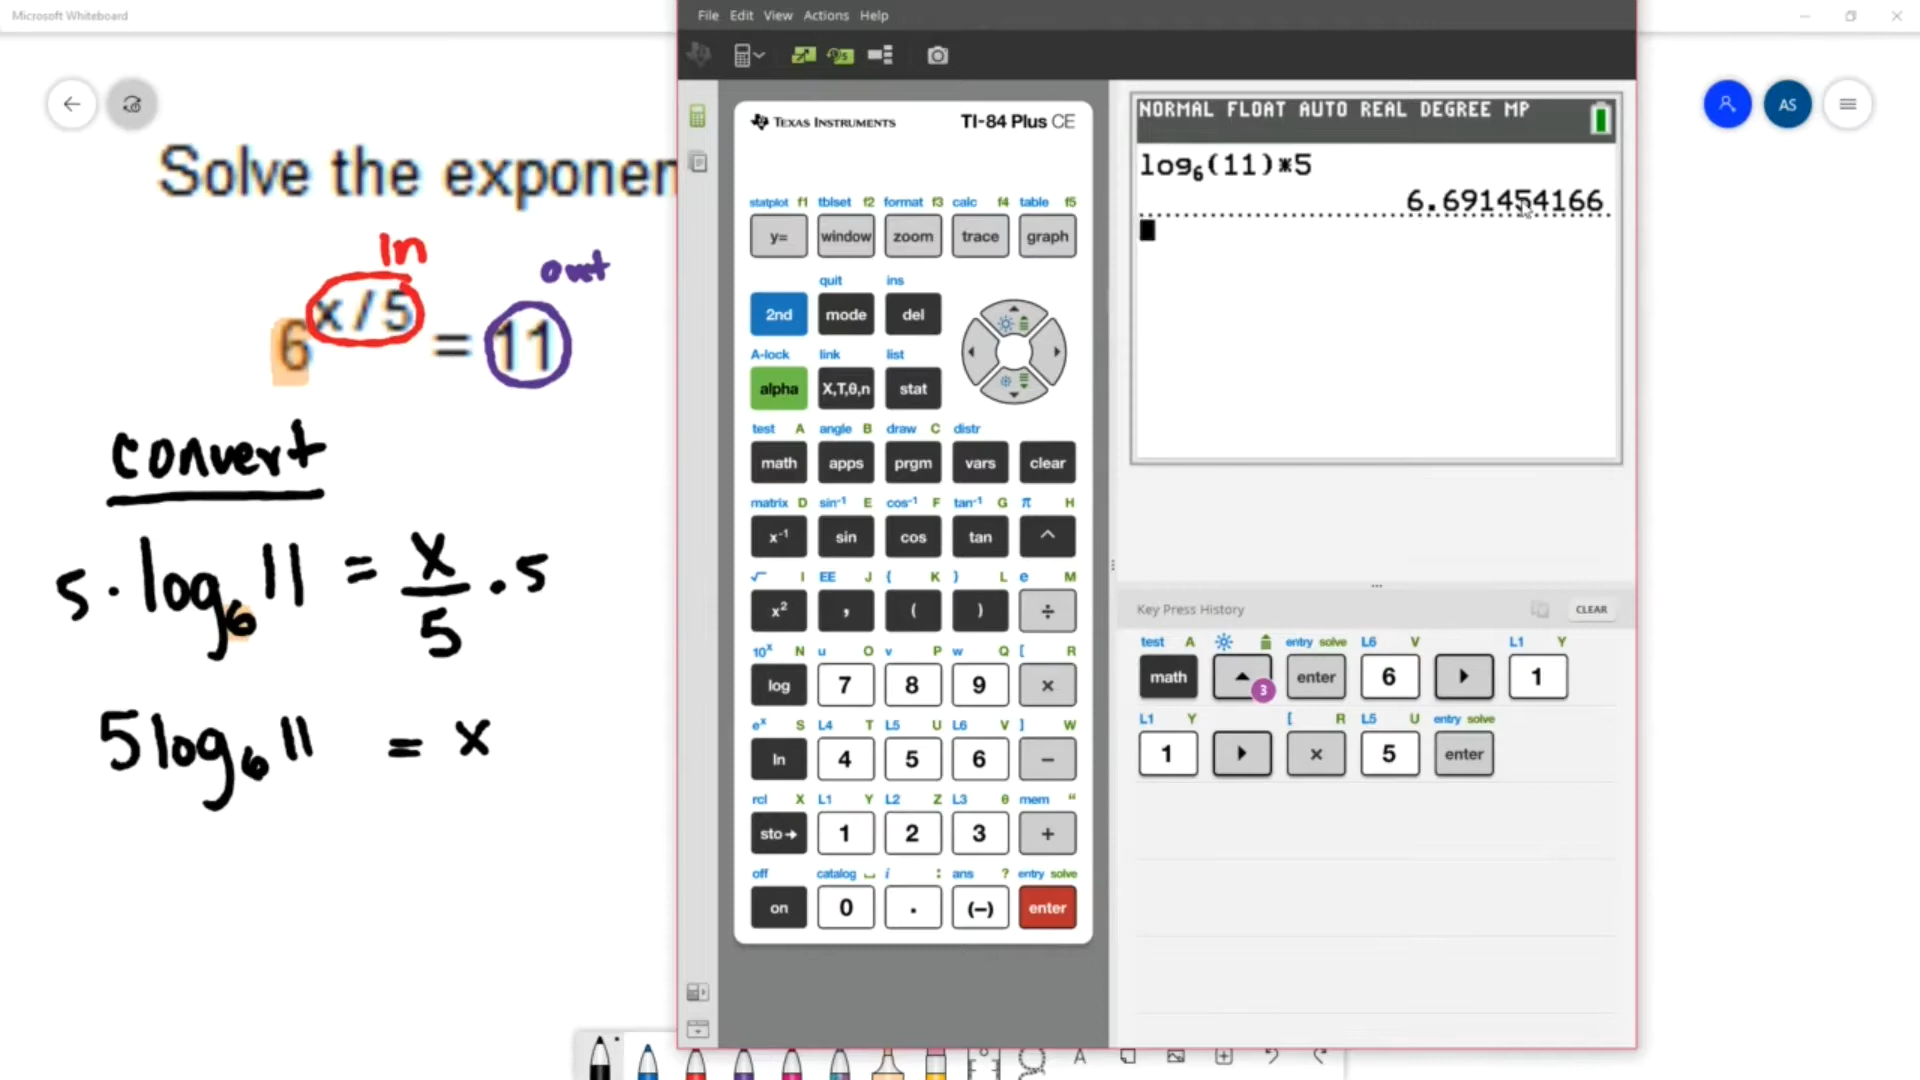 Microsoft Whiteboard
File Edit View Actions Help
AS
Solve the exponen
In
out
6^(x/5) = 11
convert
5 · log₆ 11 = x/5 · 5
5 log₆ 11 = x
TEXAS INSTRUMENTS TI-84 Plus CE
statplot f1 tblset f2 format f3 calc f4 table f5
y= window zoom trace graph
quit ins
2nd mode del
A-lock link list
alpha X,T,θ,n stat
test A angle B draw C distr
math apps prgm vars clear
matrix D sin⁻¹ E cos⁻¹ F tan⁻¹ G π H
x⁻¹ sin cos tan ^
√ I EE J { K } L e M
x² , ( ) ÷
10ˣ N u O v P w Q [ R
log 7 8 9 ×
eˣ S L4 T L5 U L6 V ] W
ln 4 5 6 −
rcl X L1 Y L2 Z L3 θ mem "
sto→ 1 2 3 +
off catalog ⎵ i : ans ? entry solve
on 0 . (−) enter
NORMAL FLOAT AUTO REAL DEGREE MP
log₆(11)*5
6.691454166
Key Press History CLEAR
test A entry solve L6 V L1 Y
math 3 enter 6 1
L1 Y [ R L5 U entry solve
1 × 5 enter
A